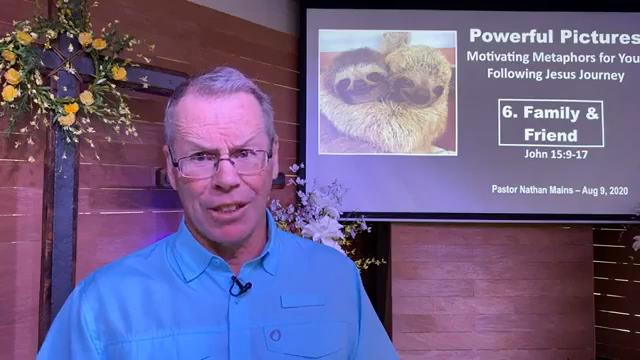 Powerful Pictures
Motivating Metaphors for You
Following Jesus Journey
6. Family &
Friend
John 15:9-17
Pastor Nathan Mains – Aug 9, 2020